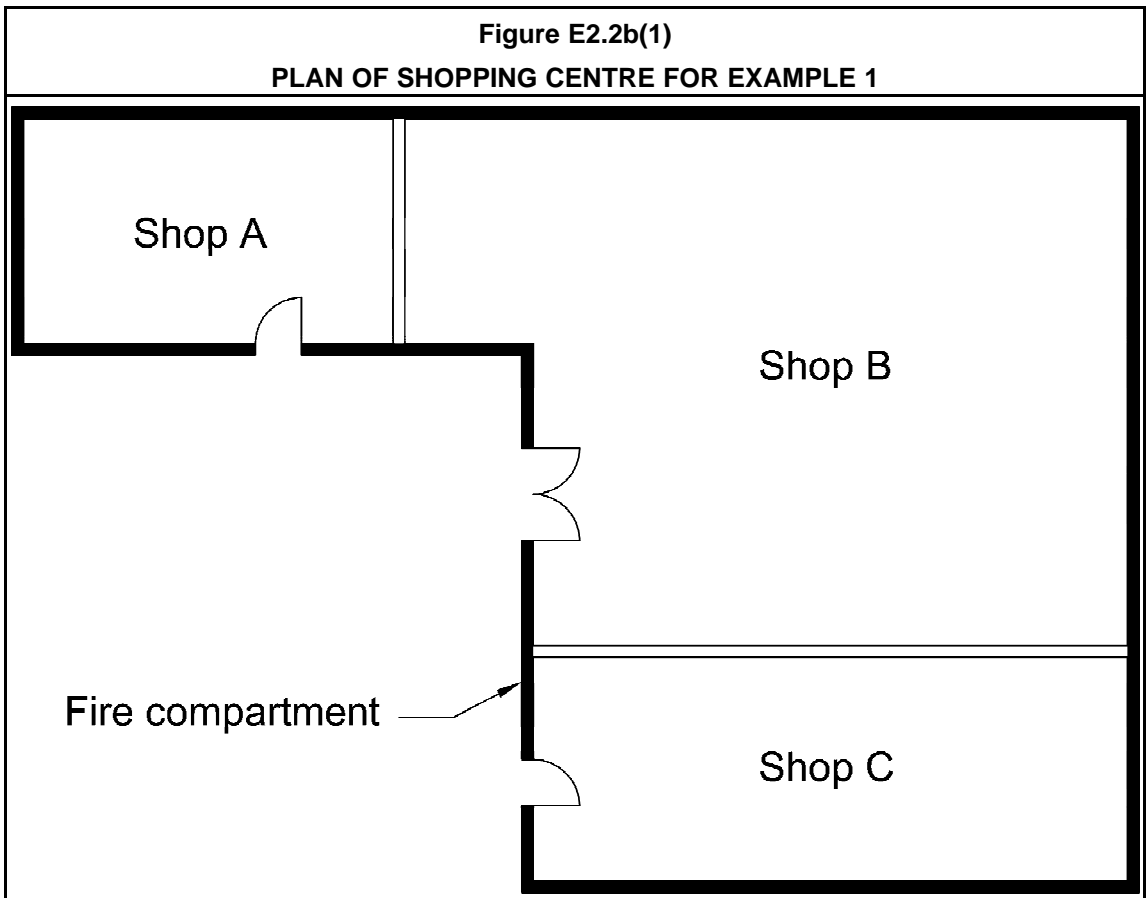 Figure E2.2b(1)
PLAN OF SHOPPING CENTRE FOR EXAMPLE 1
Shop A
Shop B
Fire compartment
Shop C